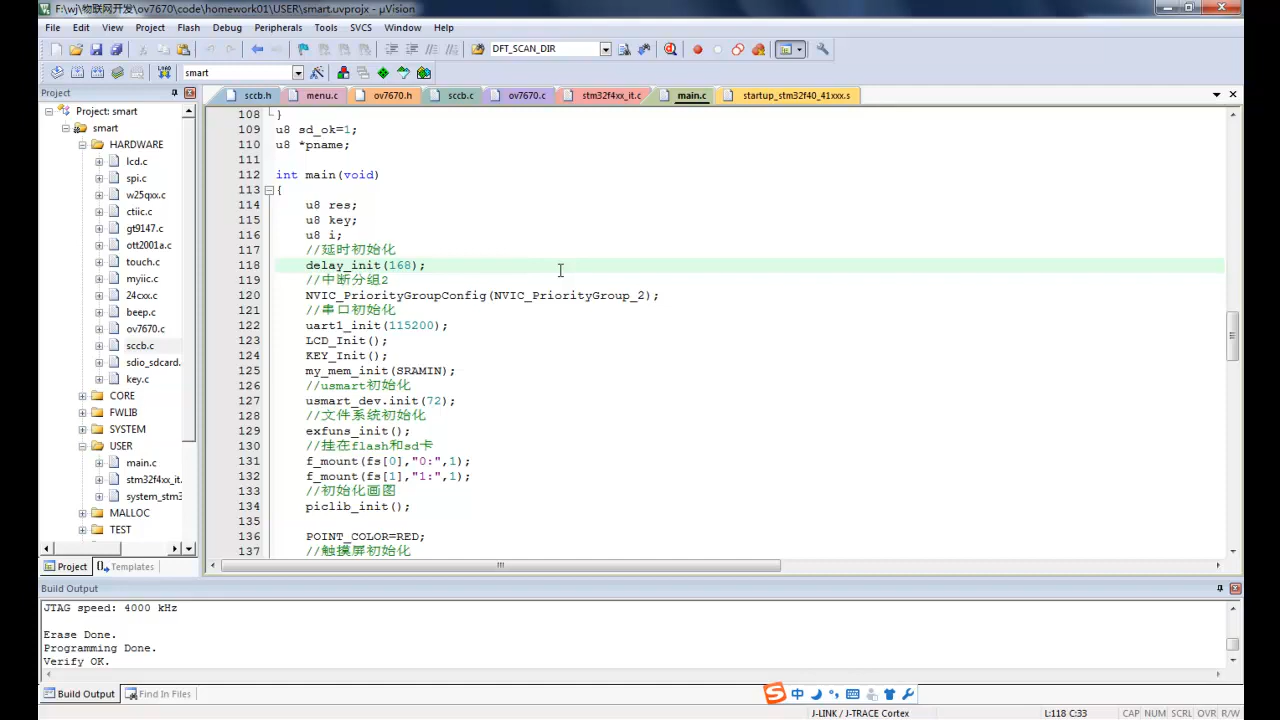 F:\wj\物联网开发\ov7670\code\homework01\USER\smart.uvprojx - µVision
File Edit View Project Flash Debug Peripherals Tools SVCS Window Help
DFT_SCAN_DIR
LOAD smart
Project
sccb.h menu.c ov7670.h sccb.c ov7670.c stm32f4xx_it.c main.c startup_stm32f40_41xxx.s
Project: smart
smart
HARDWARE
lcd.c
spi.c
w25qxx.c
ctiic.c
gt9147.c
ott2001a.c
touch.c
myiic.c
24cxx.c
beep.c
ov7670.c
sccb.c
sdio_sdcard.
key.c
CORE
FWLIB
SYSTEM
USER
main.c
stm32f4xx_it.
system_stm3
MALLOC
TEST
108 }
109 u8 sd_ok=1;
110 u8 *pname;
111
112 int main(void)
113 {
114 u8 res;
115 u8 key;
116 u8 i;
117 //延时初始化
118 delay_init(168);
119 //中断分组2
120 NVIC_PriorityGroupConfig(NVIC_PriorityGroup_2);
121 //串口初始化
122 uart1_init(115200);
123 LCD_Init();
124 KEY_Init();
125 my_mem_init(SRAMIN);
126 //usmart初始化
127 usmart_dev.init(72);
128 //文件系统初始化
129 exfuns_init();
130 //挂在flash和sd卡
131 f_mount(fs[0],"0:",1);
132 f_mount(fs[1],"1:",1);
133 //初始化画图
134 piclib_init();
135
136 POINT_COLOR=RED;
137 //触摸屏初始化
Project Templates
Build Output
JTAG speed: 4000 kHz
Erase Done.
Programming Done.
Verify OK.
Build Output Find In Files
S 中
J-LINK / J-TRACE Cortex L:118 C:33 CAP NUM SCRL OVR R/W